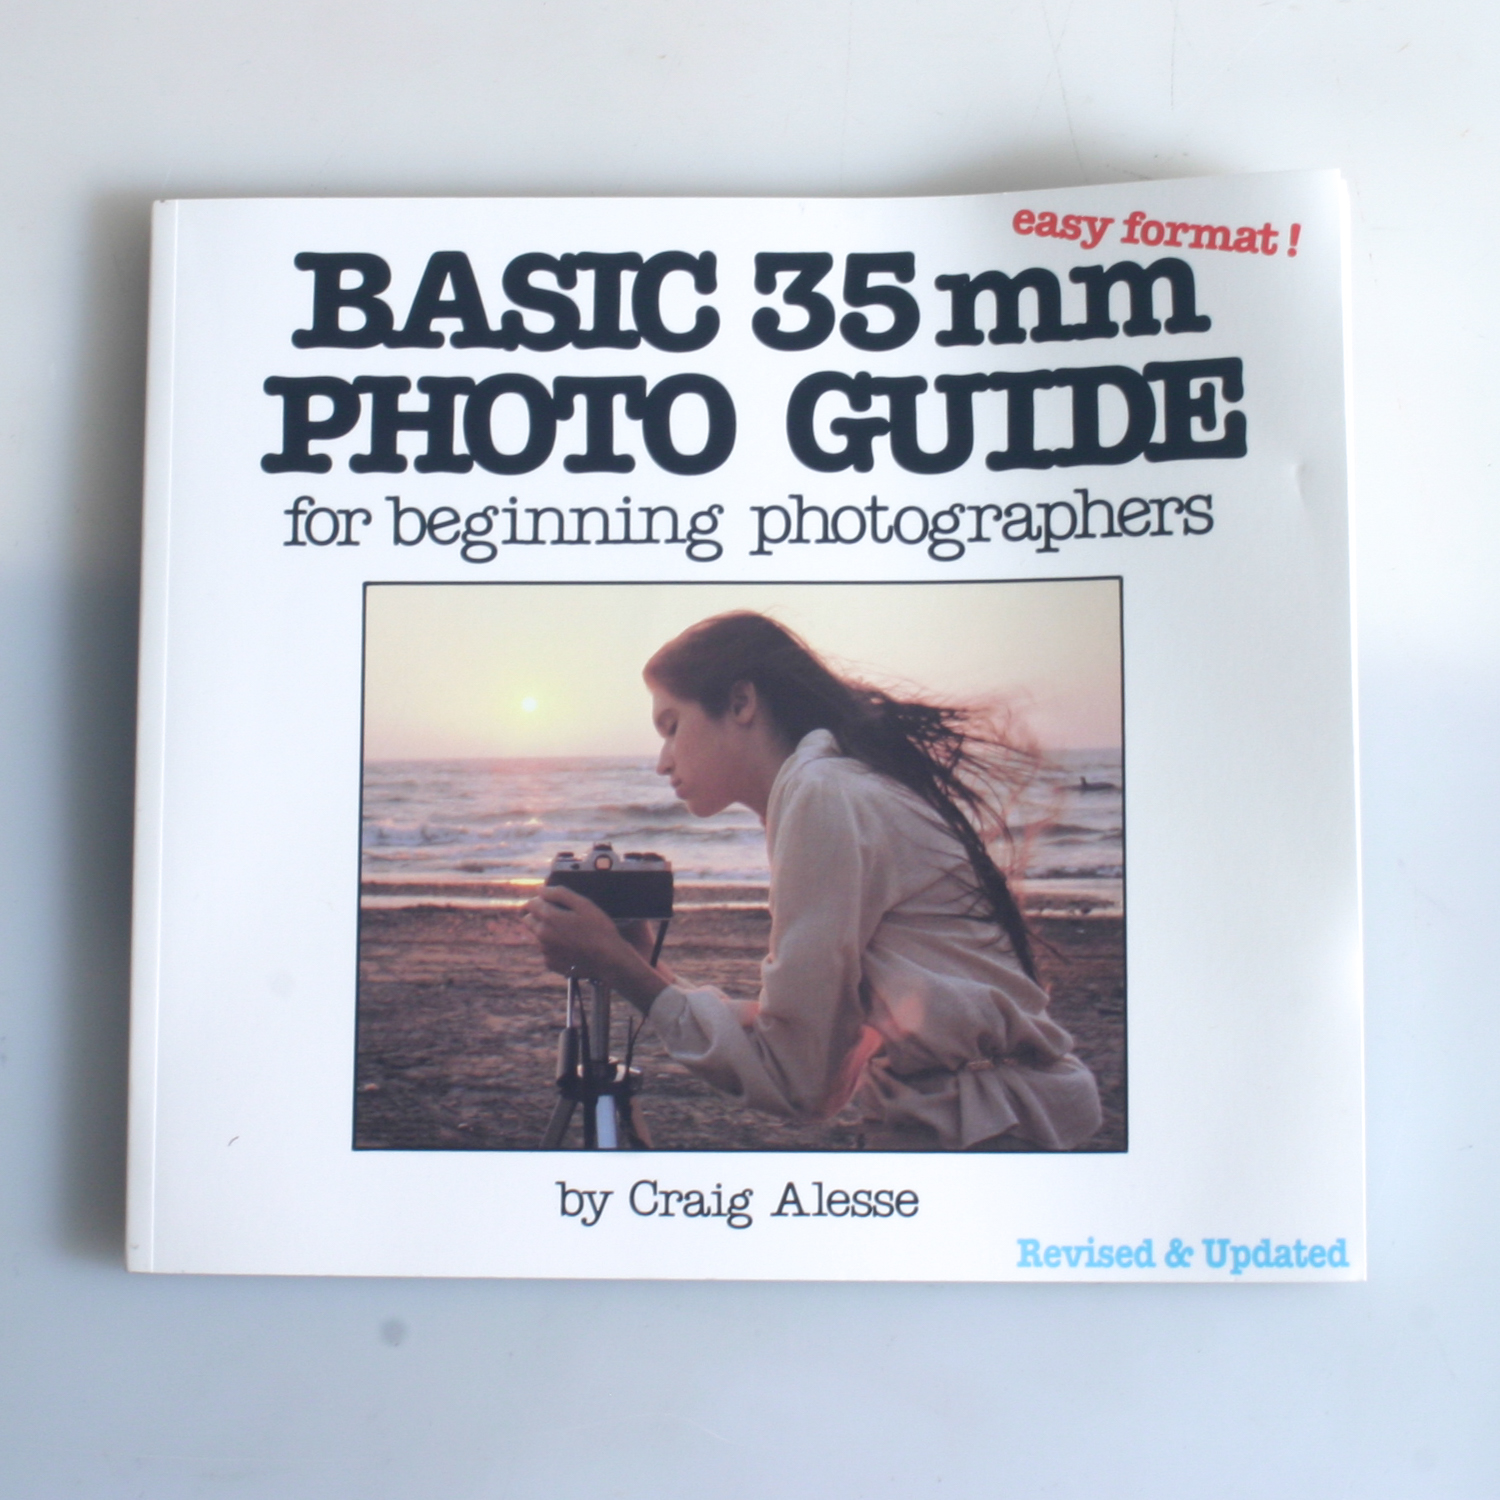 easy format!
BASIC 35mm
PHOTO GUIDE
for beginning photographers
by Craig Alesse
Revised & Updated